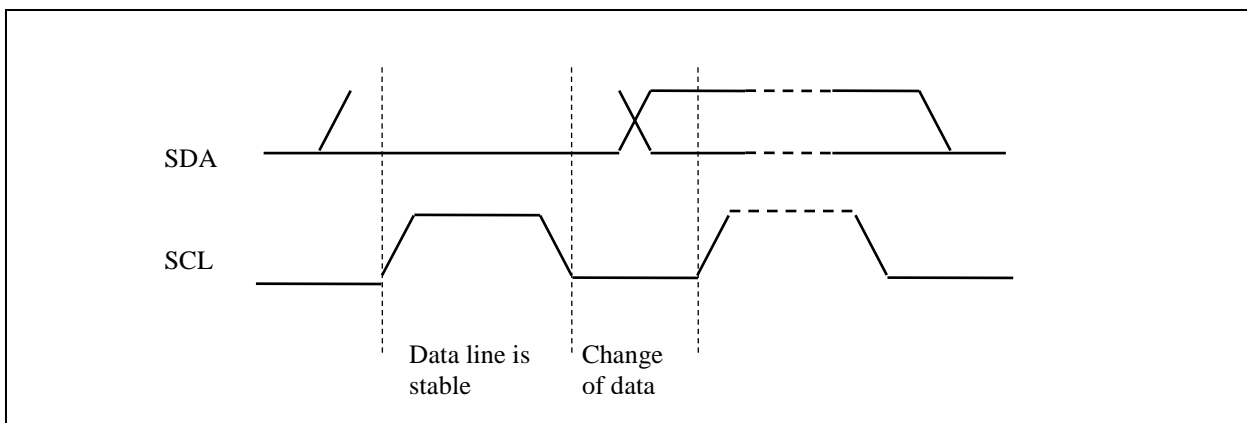 SDA
SCL
Data line is
stable
Change
of data